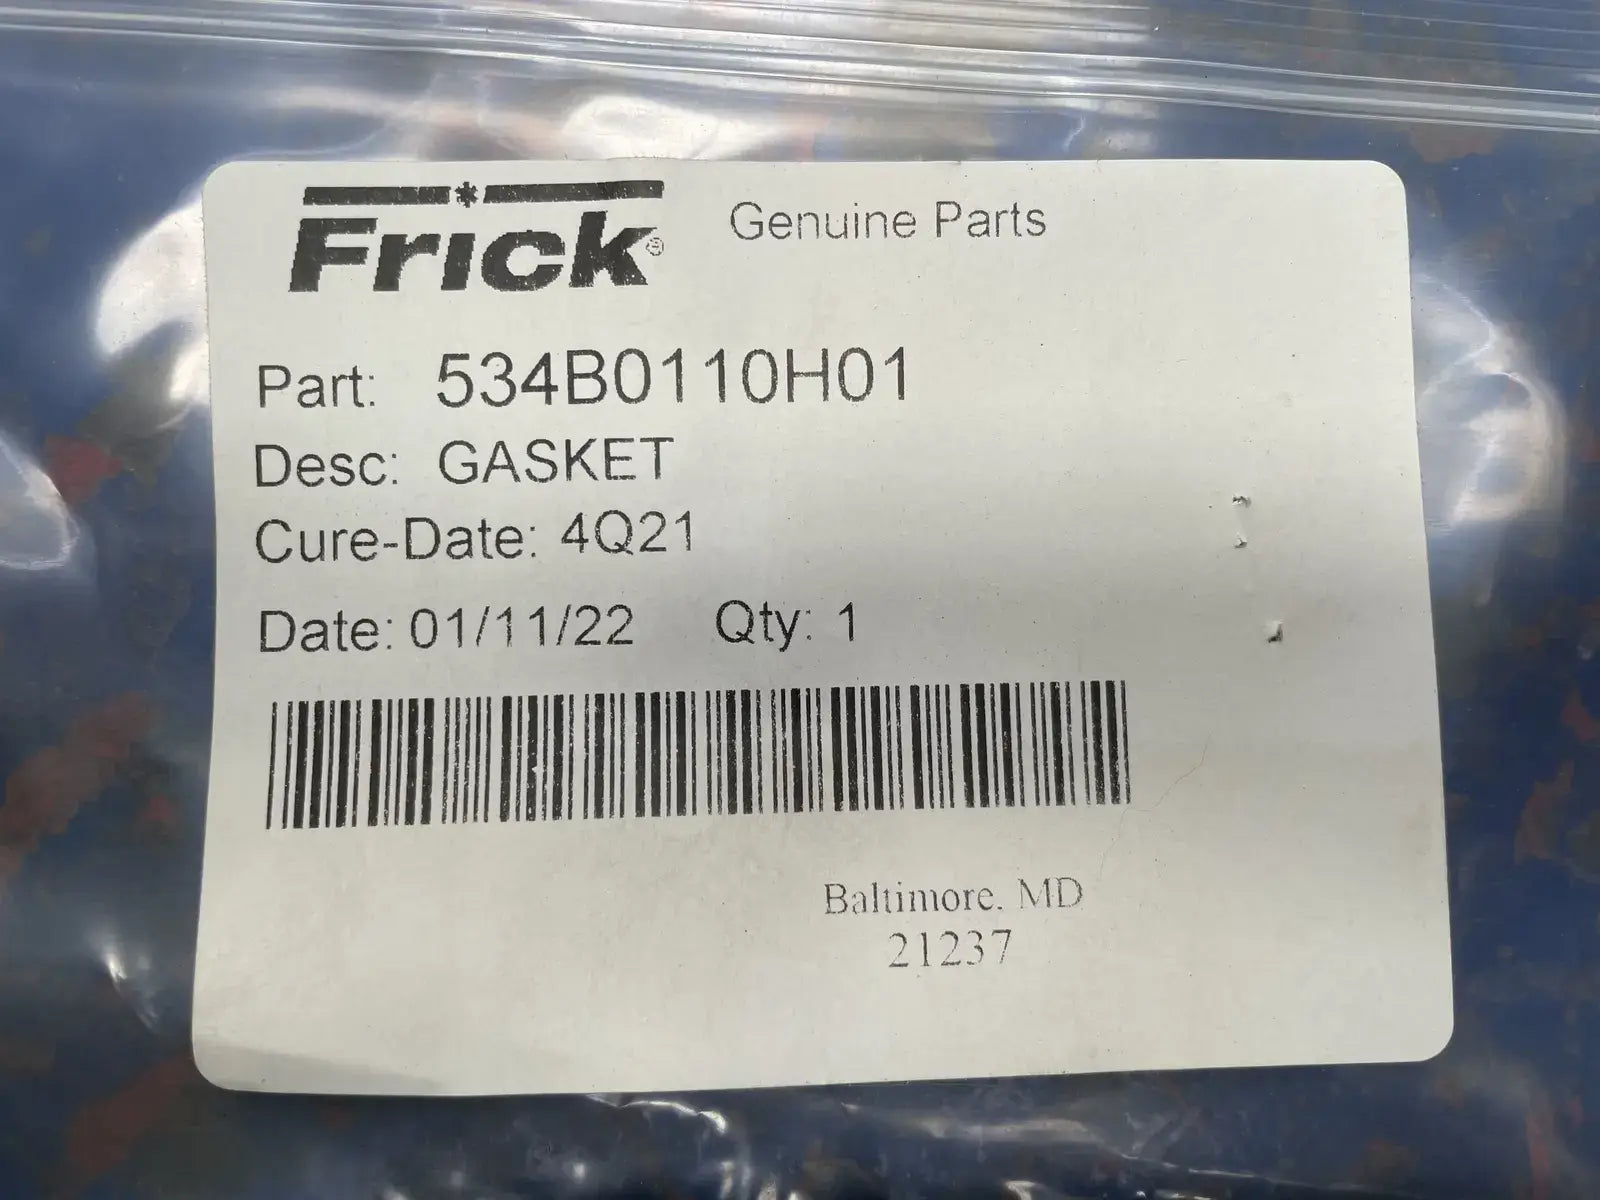 Frick® Genuine Parts
Part: 534B0110H01
Desc: GASKET
Cure-Date: 4Q21
Date: 01/11/22 Qty: 1
Baltimore, MD
21237